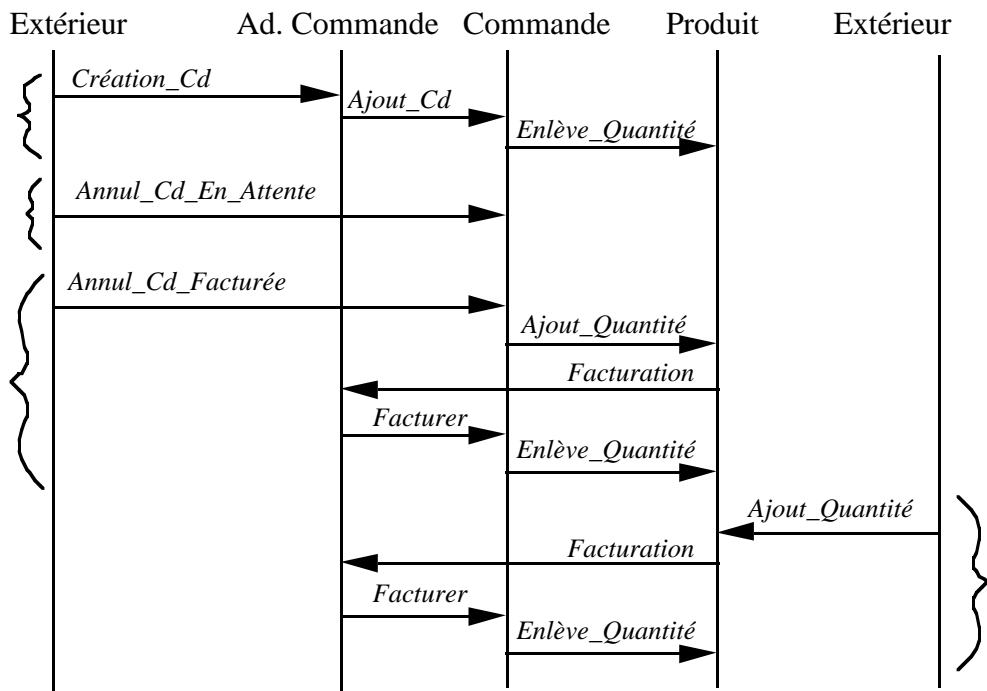 Extérieur Ad. Commande Commande Produit Extérieur
Création_Cd
Ajout_Cd
Enlève_Quantité
Annul_Cd_En_Attente
Annul_Cd_Facturée
Ajout_Quantité
Facturation
Facturer
Enlève_Quantité
Ajout_Quantité
Facturation
Facturer
Enlève_Quantité